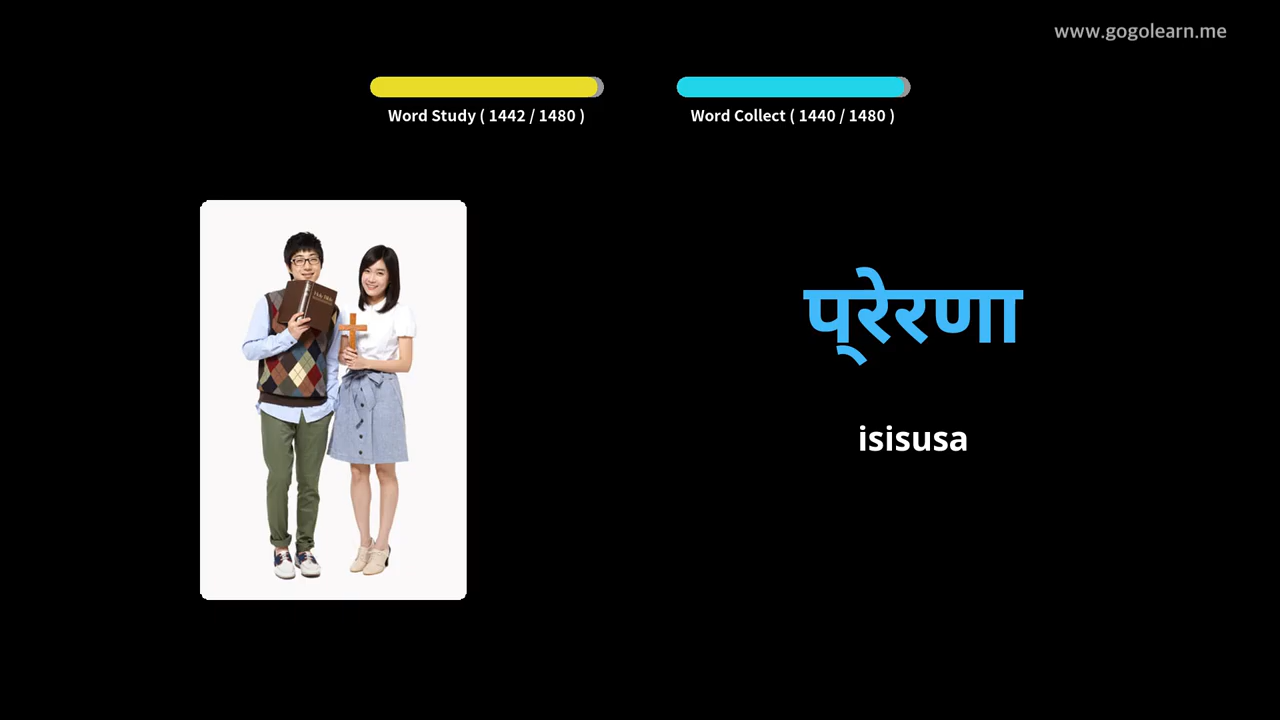 www.gogolearn.me
Word Study ( 1442 / 1480 )
Word Collect ( 1440 / 1480 )
प्रेरणा
isisusa